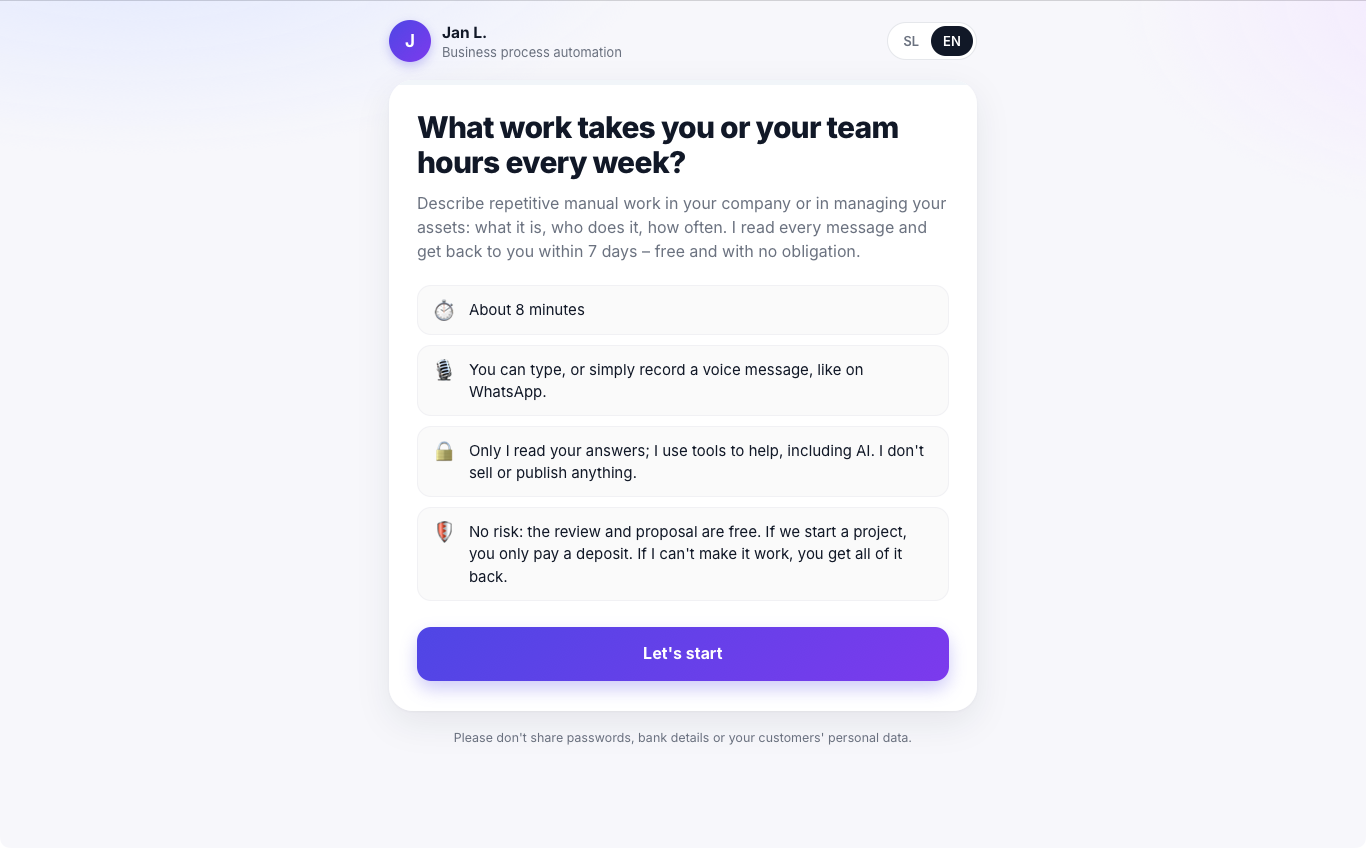 J
Jan L.
Business process automation
SL
EN
What work takes you or your team
hours every week?
Describe repetitive manual work in your company or in managing your
assets: what it is, who does it, how often. I read every message and
get back to you within 7 days – free and with no obligation.
About 8 minutes
You can type, or simply record a voice message, like on
WhatsApp.
Only I read your answers; I use tools to help, including AI. I don't
sell or publish anything.
No risk: the review and proposal are free. If we start a project,
you only pay a deposit. If I can't make it work, you get all of it
back.
Let's start
Please don't share passwords, bank details or your customers' personal data.